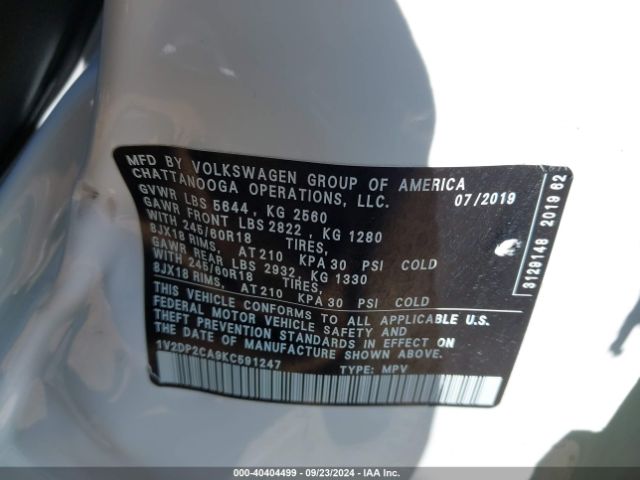 MFD BY VOLKSWAGEN GROUP OF AMERICA
CHATTANOOGA OPERATIONS, LLC. 07/2019
GVWR LBS 5644 , KG 2560
GAWR FRONT LBS 2822 , KG 1280
WITH 245/60R18 TIRES,
8JX18 RIMS, AT 210 KPA 30 PSI COLD
GAWR REAR LBS 2932, KG 1330
WITH 245/60R18 TIRES,
8JX18 RIMS, AT 210 KPA 30 PSI COLD
THIS VEHICLE CONFORMS TO ALL APPLICABLE U.S.
FEDERAL MOTOR VEHICLE SAFETY AND
THEFT PREVENTION STANDARDS IN EFFECT ON THE
DATE OF MANUFACTURE SHOWN ABOVE.
1V2DP2CA9KC591247 TYPE: MPV
3129148 2019 62
000-40404499 - 09/23/2024 - IAA Inc.